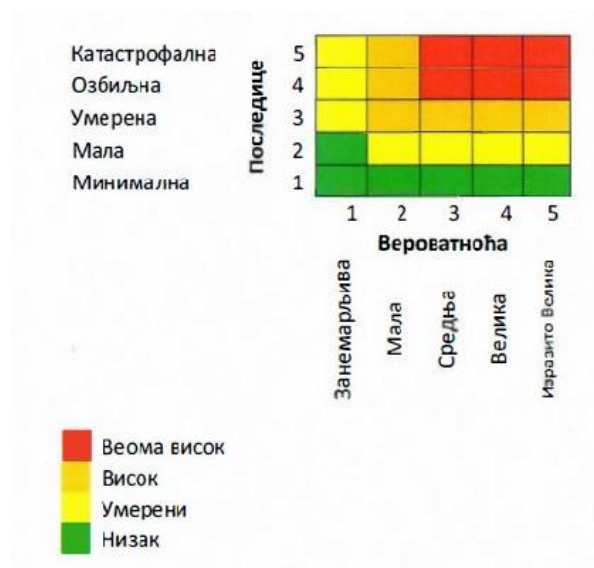 Катастрофална 5
Озбиљна 4
Умерена 3
Мала 2
Минимална 1
Последице
1 2 3 4 5
Вероватноћа
Занемарљива
Мала
Средња
Велика
Изразито Велика
Веома висок
Висок
Умерени
Низак